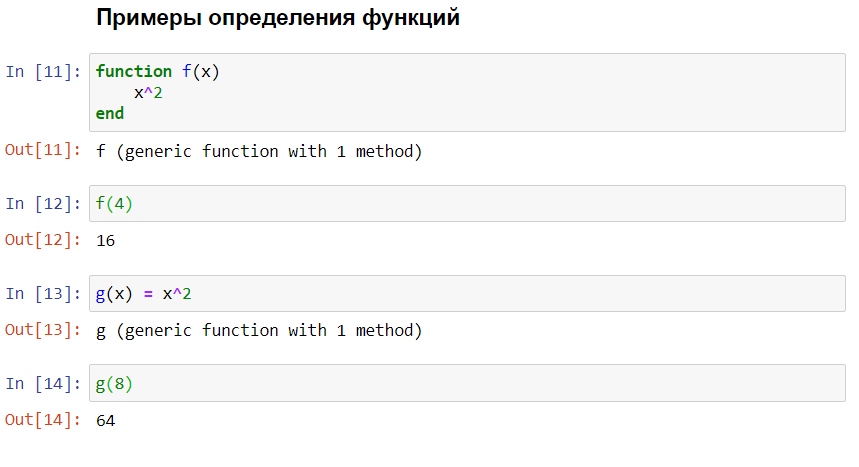 Примеры определения функций
In [11]: function f(x)
    x^2
end
Out[11]: f (generic function with 1 method)
In [12]: f(4)
Out[12]: 16
In [13]: g(x) = x^2
Out[13]: g (generic function with 1 method)
In [14]: g(8)
Out[14]: 64